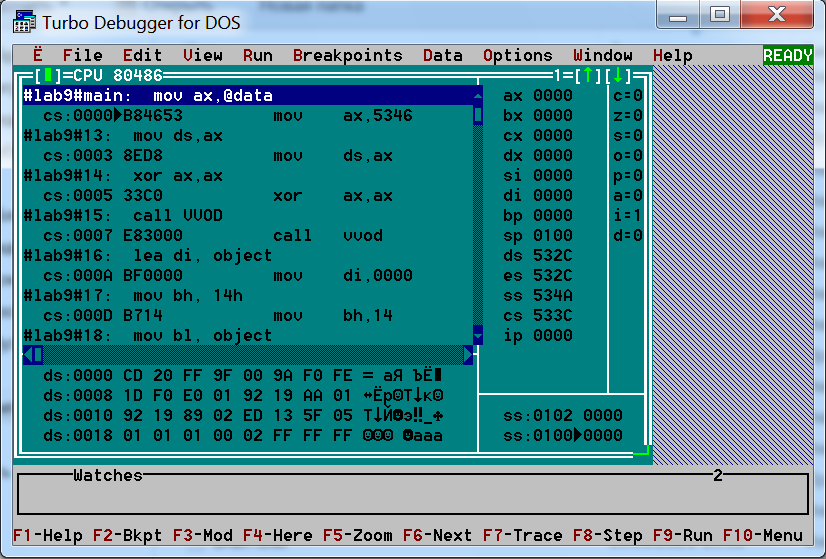 Turbo Debugger for DOS
Ë File Edit View Run Breakpoints Data Options Window Help READY
[▮]=CPU 80486 1=[↑][↓]
#lab9#main: mov ax,@data ax 0000 c=0
cs:0000►B84653 mov ax,5346 bx 0000 z=0
#lab9#13: mov ds,ax cx 0000 s=0
cs:0003 8ED8 mov ds,ax dx 0000 o=0
#lab9#14: xor ax,ax si 0000 p=0
cs:0005 33C0 xor ax,ax di 0000 a=0
#lab9#15: call VVOD bp 0000 i=1
cs:0007 E83000 call vvod sp 0100 d=0
#lab9#16: lea di, object ds 532C
cs:000A BF0000 mov di,0000 es 532C
#lab9#17: mov bh, 14h ss 534A
cs:000D B714 mov bh,14 cs 533C
#lab9#18: mov bl, object ip 0000
ds:0000 CD 20 FF 9F 00 9A F0 FE = аЯ ЪЁ■
ds:0008 1D F0 E0 01 92 19 AA 01 ↔Ёр☺Т↓к☺
ds:0010 92 19 89 02 ED 13 5F 05 Т↓Й☻э‼_♣ ss:0102 0000
ds:0018 01 01 01 00 02 FF FF FF ☺☺☺ ☻ааа ss:0100►0000
Watches 2
F1-Help F2-Bkpt F3-Mod F4-Here F5-Zoom F6-Next F7-Trace F8-Step F9-Run F10-Menu